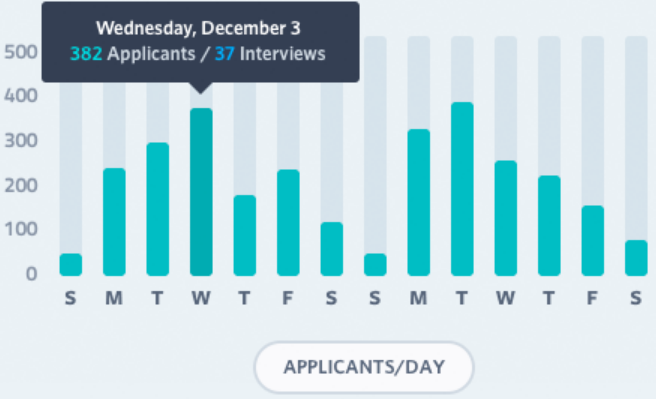 Wednesday, December 3
382 Applicants / 37 Interviews
500
400
300
200
100
0
S M T W T F S S M T W T F S
APPLICANTS/DAY